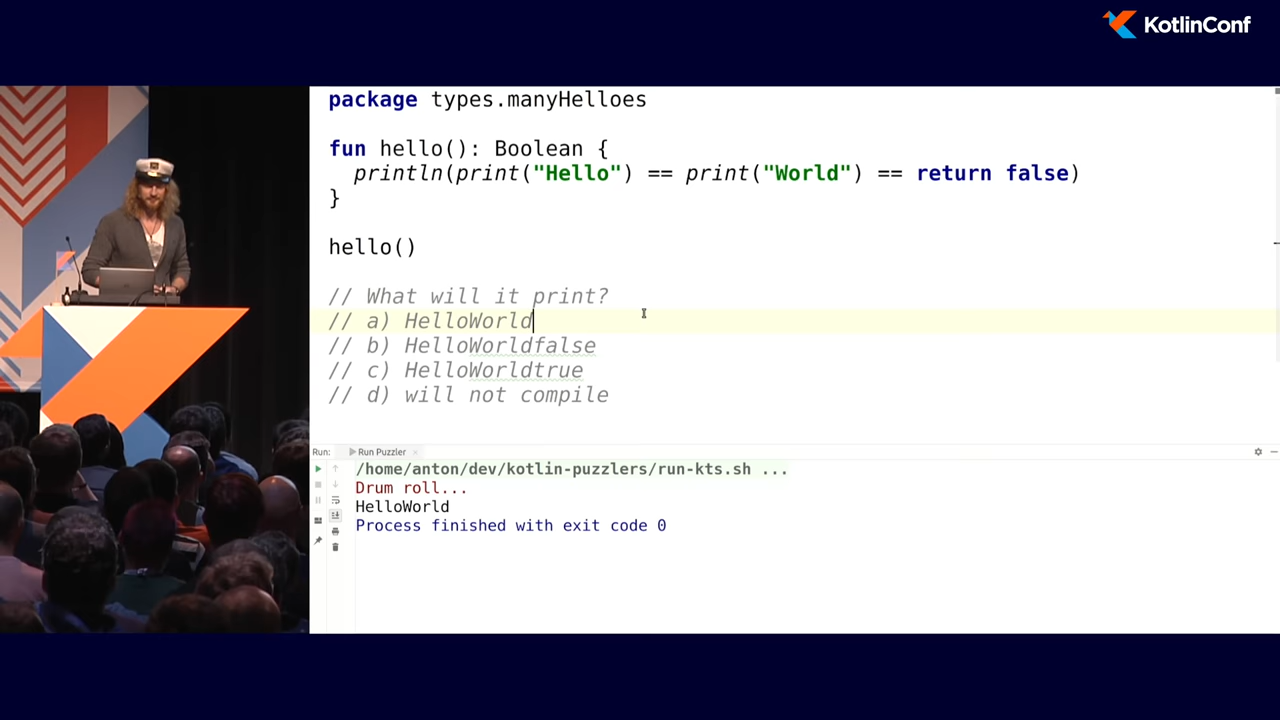 KotlinConf
package types.manyHelloes
fun hello(): Boolean {
println(print("Hello") == print("World") == return false)
}
hello()
// What will it print?
// a) HelloWorld
// b) HelloWorldfalse
// c) HelloWorldtrue
// d) will not compile
Run: Run Puzzler
/home/anton/dev/kotlin-puzzlers/run-kts.sh ...
Drum roll...
HelloWorld
Process finished with exit code 0